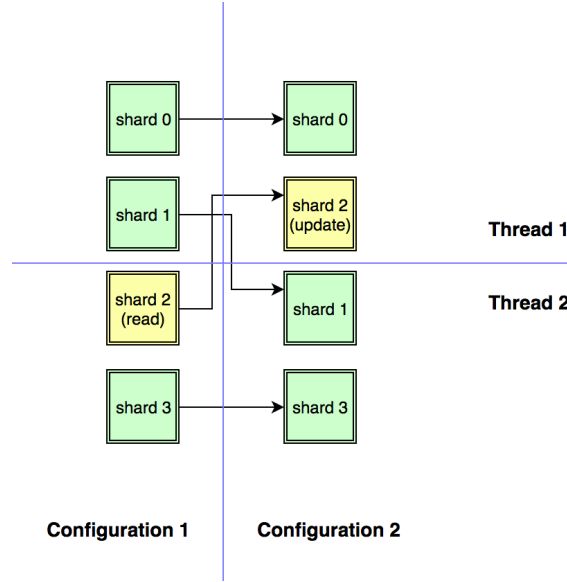 shard 0
shard 0
shard 1
shard 2
(update)
Thread 1
shard 2
(read)
shard 1
Thread 2
shard 3
shard 3
Configuration 1
Configuration 2